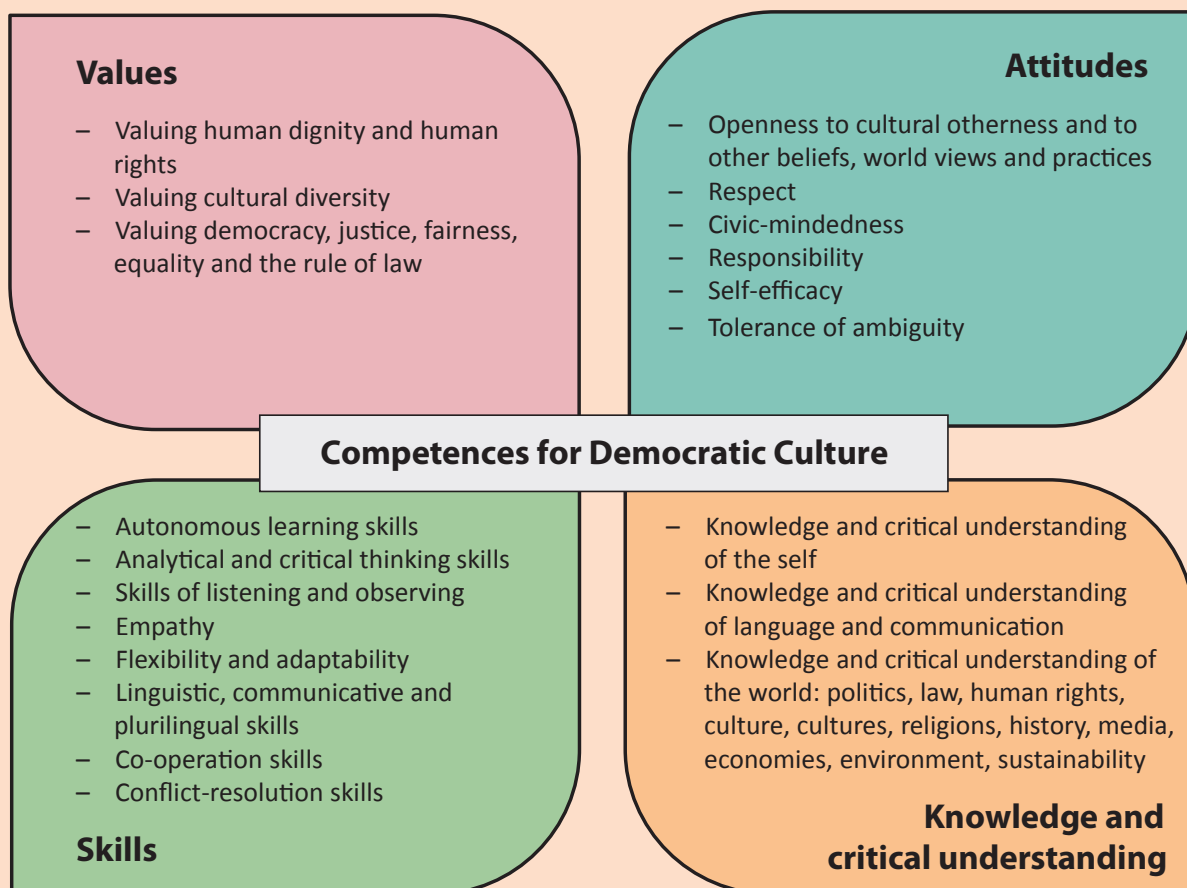 Values
– Valuing human dignity and human
rights
– Valuing cultural diversity
– Valuing democracy, justice, fairness,
equality and the rule of law
Attitudes
– Openness to cultural otherness and to
other beliefs, world views and practices
– Respect
– Civic-mindedness
– Responsibility
– Self-efficacy
– Tolerance of ambiguity
Competences for Democratic Culture
– Autonomous learning skills
– Analytical and critical thinking skills
– Skills of listening and observing
– Empathy
– Flexibility and adaptability
– Linguistic, communicative and
plurilingual skills
– Co-operation skills
– Conflict-resolution skills
Skills
– Knowledge and critical understanding
of the self
– Knowledge and critical understanding
of language and communication
– Knowledge and critical understanding of
the world: politics, law, human rights,
culture, cultures, religions, history, media,
economies, environment, sustainability
Knowledge and
critical understanding